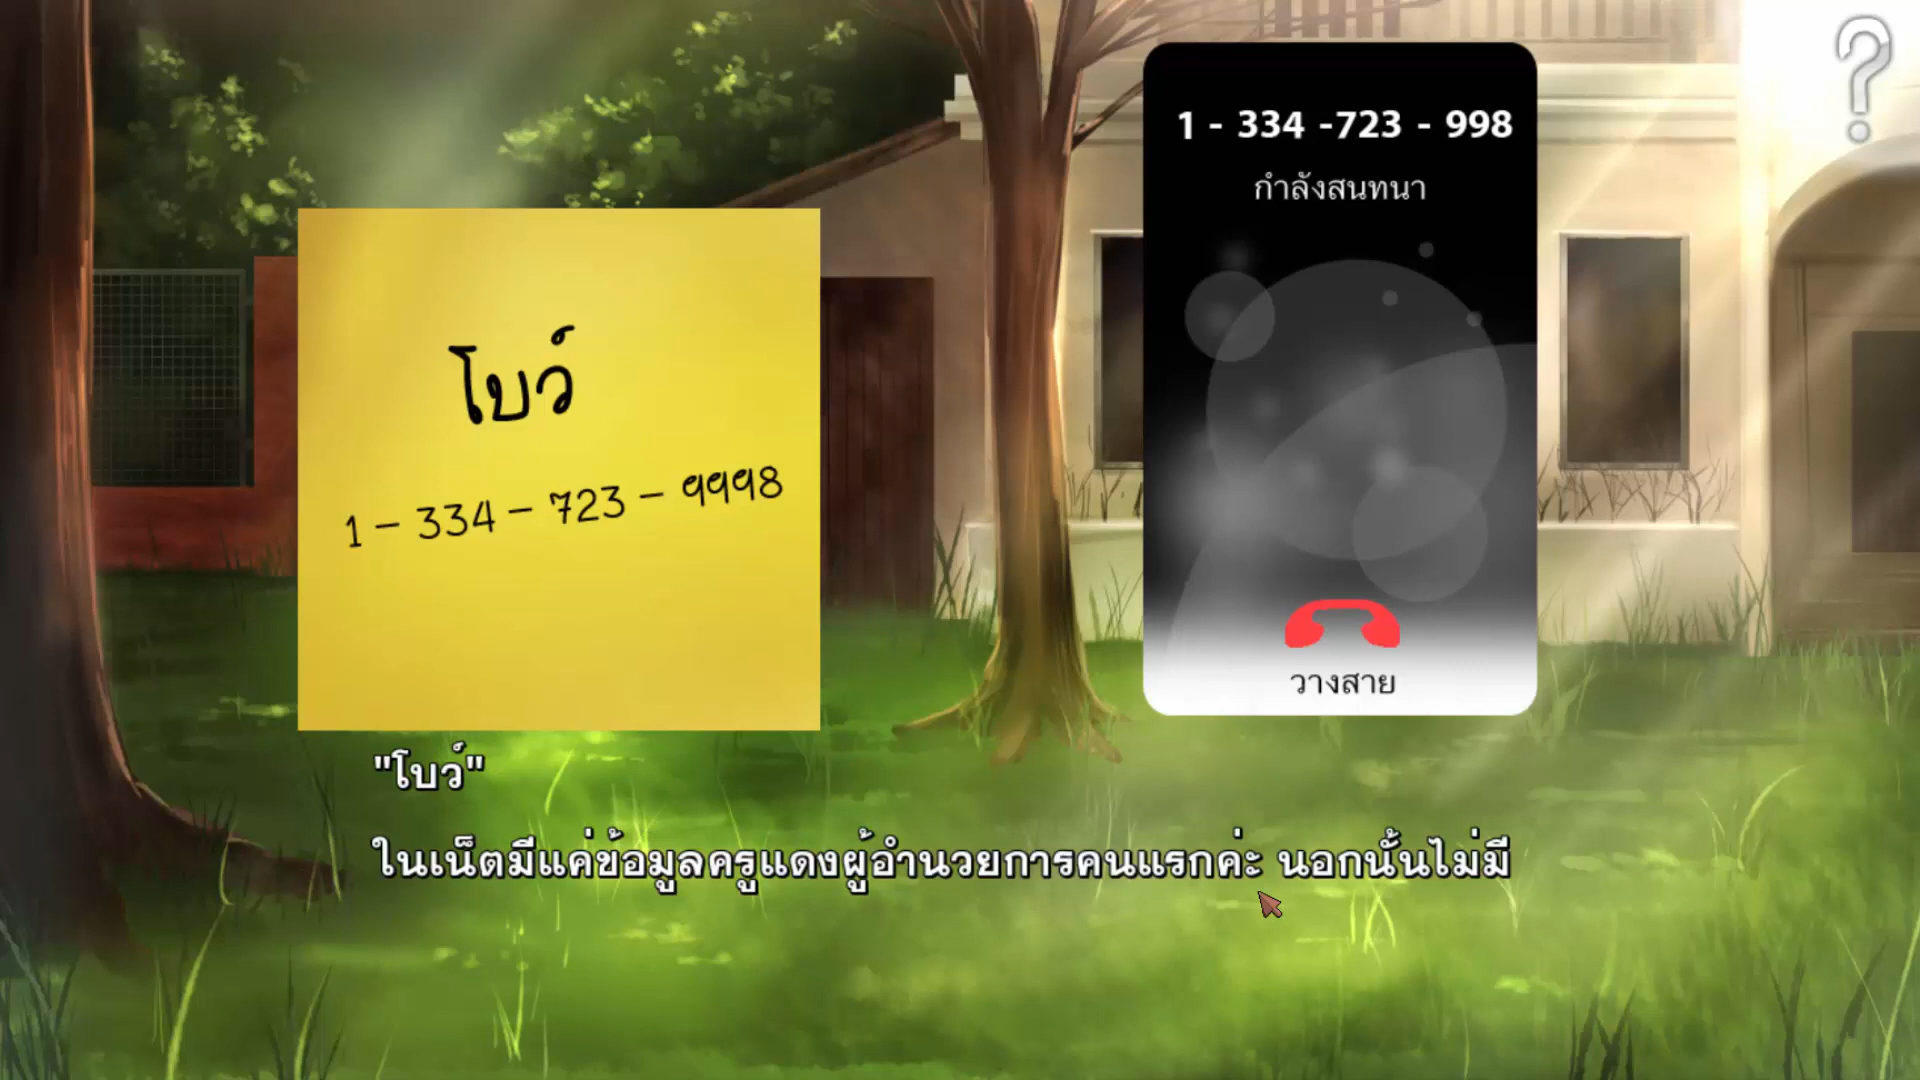 โบว์
1 - 334 - 723 - 9998
1 - 334 -723 - 998
กำลังสนทนา
วางสาย
"โบว์"
ในเน็ตมีแค่ข้อมูลครูแดงผู้อำนวยการคนแรกค่ะ นอกนั้นไม่มี